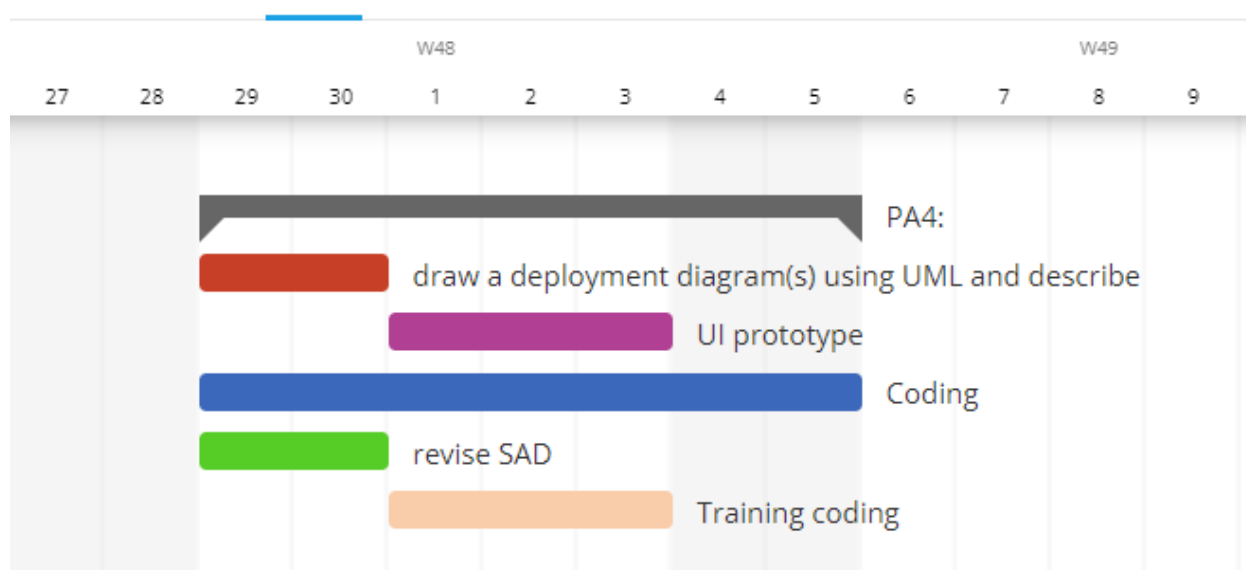 W48 W49
27 28 29 30 1 2 3 4 5 6 7 8 9
PA4:
draw a deployment diagram(s) using UML and describe
UI prototype
Coding
revise SAD
Training coding